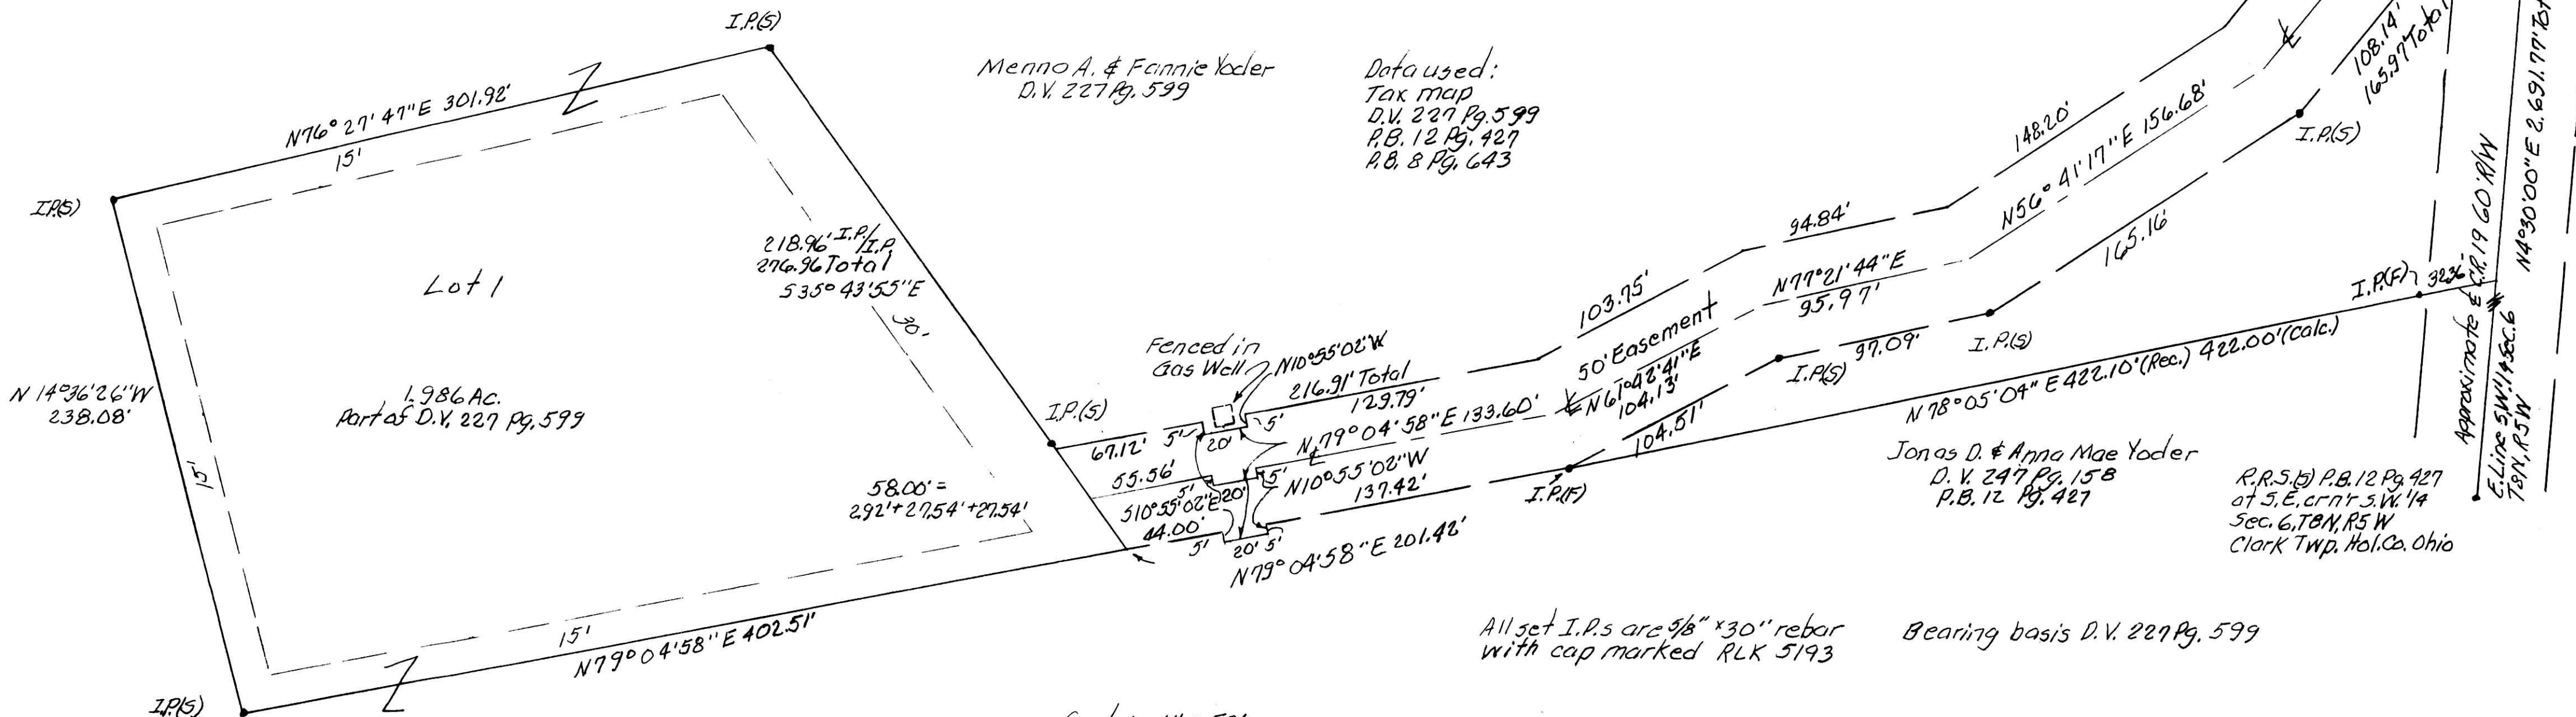 I.P.(S)
N76° 27' 47"E 301.92'
15'
I.P.(S)
Menno A. & Fannie Yoder
D.V. 227 Pg. 599
Data used:
Tax map
D.V. 227 Pg. 599
P.B. 12 Pg. 427
P.B. 8 Pg. 643
Lot 1
218.96' I.P./I.P.
276.96 Total
S35° 43'55"E
30'
N 14°36'26"W
238.08'
1.986 Ac.
Part of D.V. 227 Pg. 599
15'
58.00' =
2.92' + 27.54' + 27.54'
15'
N79° 04'58"E 402.51'
I.P.(S)
Fenced in
Gas Well
N10°55'02"W
216.91' Total
129.79'
I.P.(S)
67.12'
5'
20'
5'
N79°04'58"E 133.60'
55.56'
5'
20'
5'
S10°55'02"E
N10°55'02"W
137.42'
44.00'
5'
20'
5'
N79°04'58"E 201.42'
I.P.(F)
103.75'
50' Easement
N61°42'41"E
104.13'
104.51'
94.84'
N77°21'44"E
95.97'
I.P.(S)
97.09'
I.P.(S)
148.20'
N56° 41'17"E 156.68'
165.16'
I.P.(S)
108.14'
165.97' Total
I.P.(F)
32.36'
N78°05'04" E 422.10'(Rec.) 422.00'(Calc.)
Approximate ℄ C.R. 19 60' R/W
E. Line S.W. 1/4 Sec. 6 N4°30'00"E 2,691.77' Tot
T8N, R5W
Jonas D. & Anna Mae Yoder
D.V. 247 Pg. 158
P.B. 12 Pg. 427
R.R.S.(S) P.B. 12 Pg. 427
at S.E. crn'r S.W. 1/4
Sec. 6, T8N, R5W
Clark Twp. Hol. Co. Ohio
All set I.P.s are 5/8" x 30" rebar
with cap marked RLK 5193
Bearing basis D.V. 227 Pg. 599